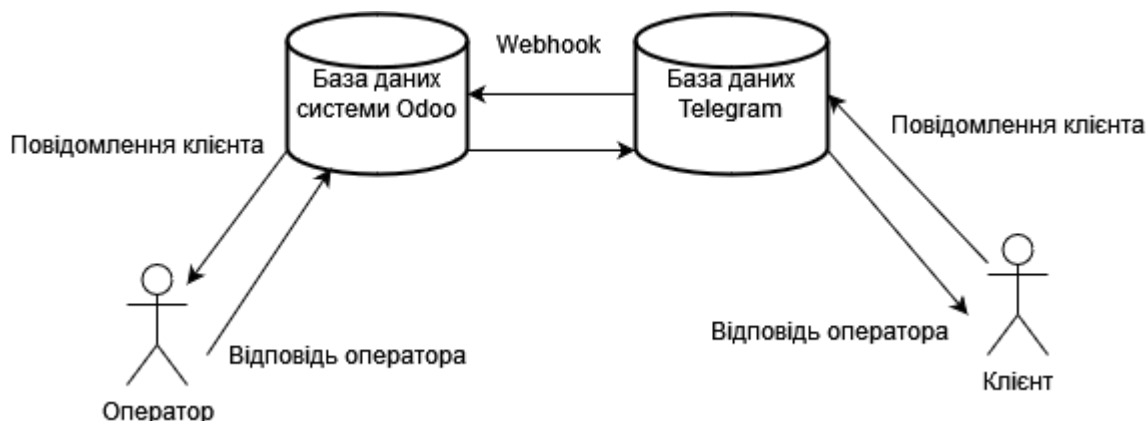 Webhook
База даних
системи Odoo
База даних
Telegram
Повідомлення клієнта
Повідомлення клієнта
Відповідь оператора
Відповідь оператора
Клієнт
Оператор